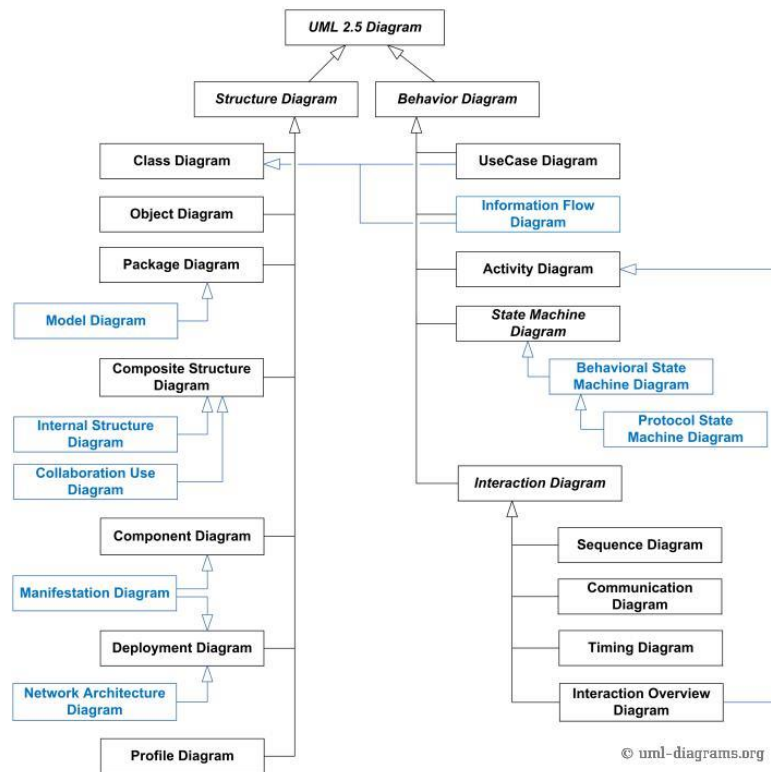 UML 2.5 Diagram
Structure Diagram
Behavior Diagram
Class Diagram
UseCase Diagram
Object Diagram
Information Flow
Diagram
Package Diagram
Activity Diagram
Model Diagram
State Machine
Diagram
Composite Structure
Diagram
Behavioral State
Machine Diagram
Internal Structure
Diagram
Protocol State
Machine Diagram
Collaboration Use
Diagram
Interaction Diagram
Component Diagram
Sequence Diagram
Manifestation Diagram
Communication
Diagram
Deployment Diagram
Timing Diagram
Network Architecture
Diagram
Interaction Overview
Diagram
Profile Diagram
© uml-diagrams.org